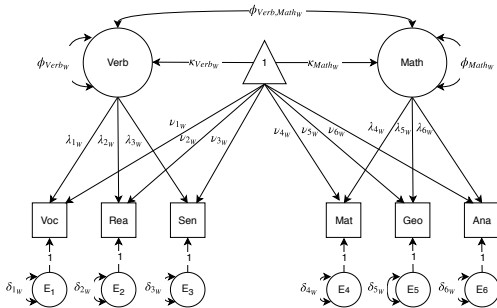 ϕVerb,MathW
ϕVerbW Verb κVerbW 1 κMathW Math ϕMathW
λ1W λ2W λ3W ν1W ν2W ν3W ν4W ν5W ν6W λ4W λ5W λ6W
Voc Rea Sen Mat Geo Ana
1 1 1 1 1 1
δ1W E1 δ2W E2 δ3W E3 δ4W E4 δ5W E5 δ6W E6